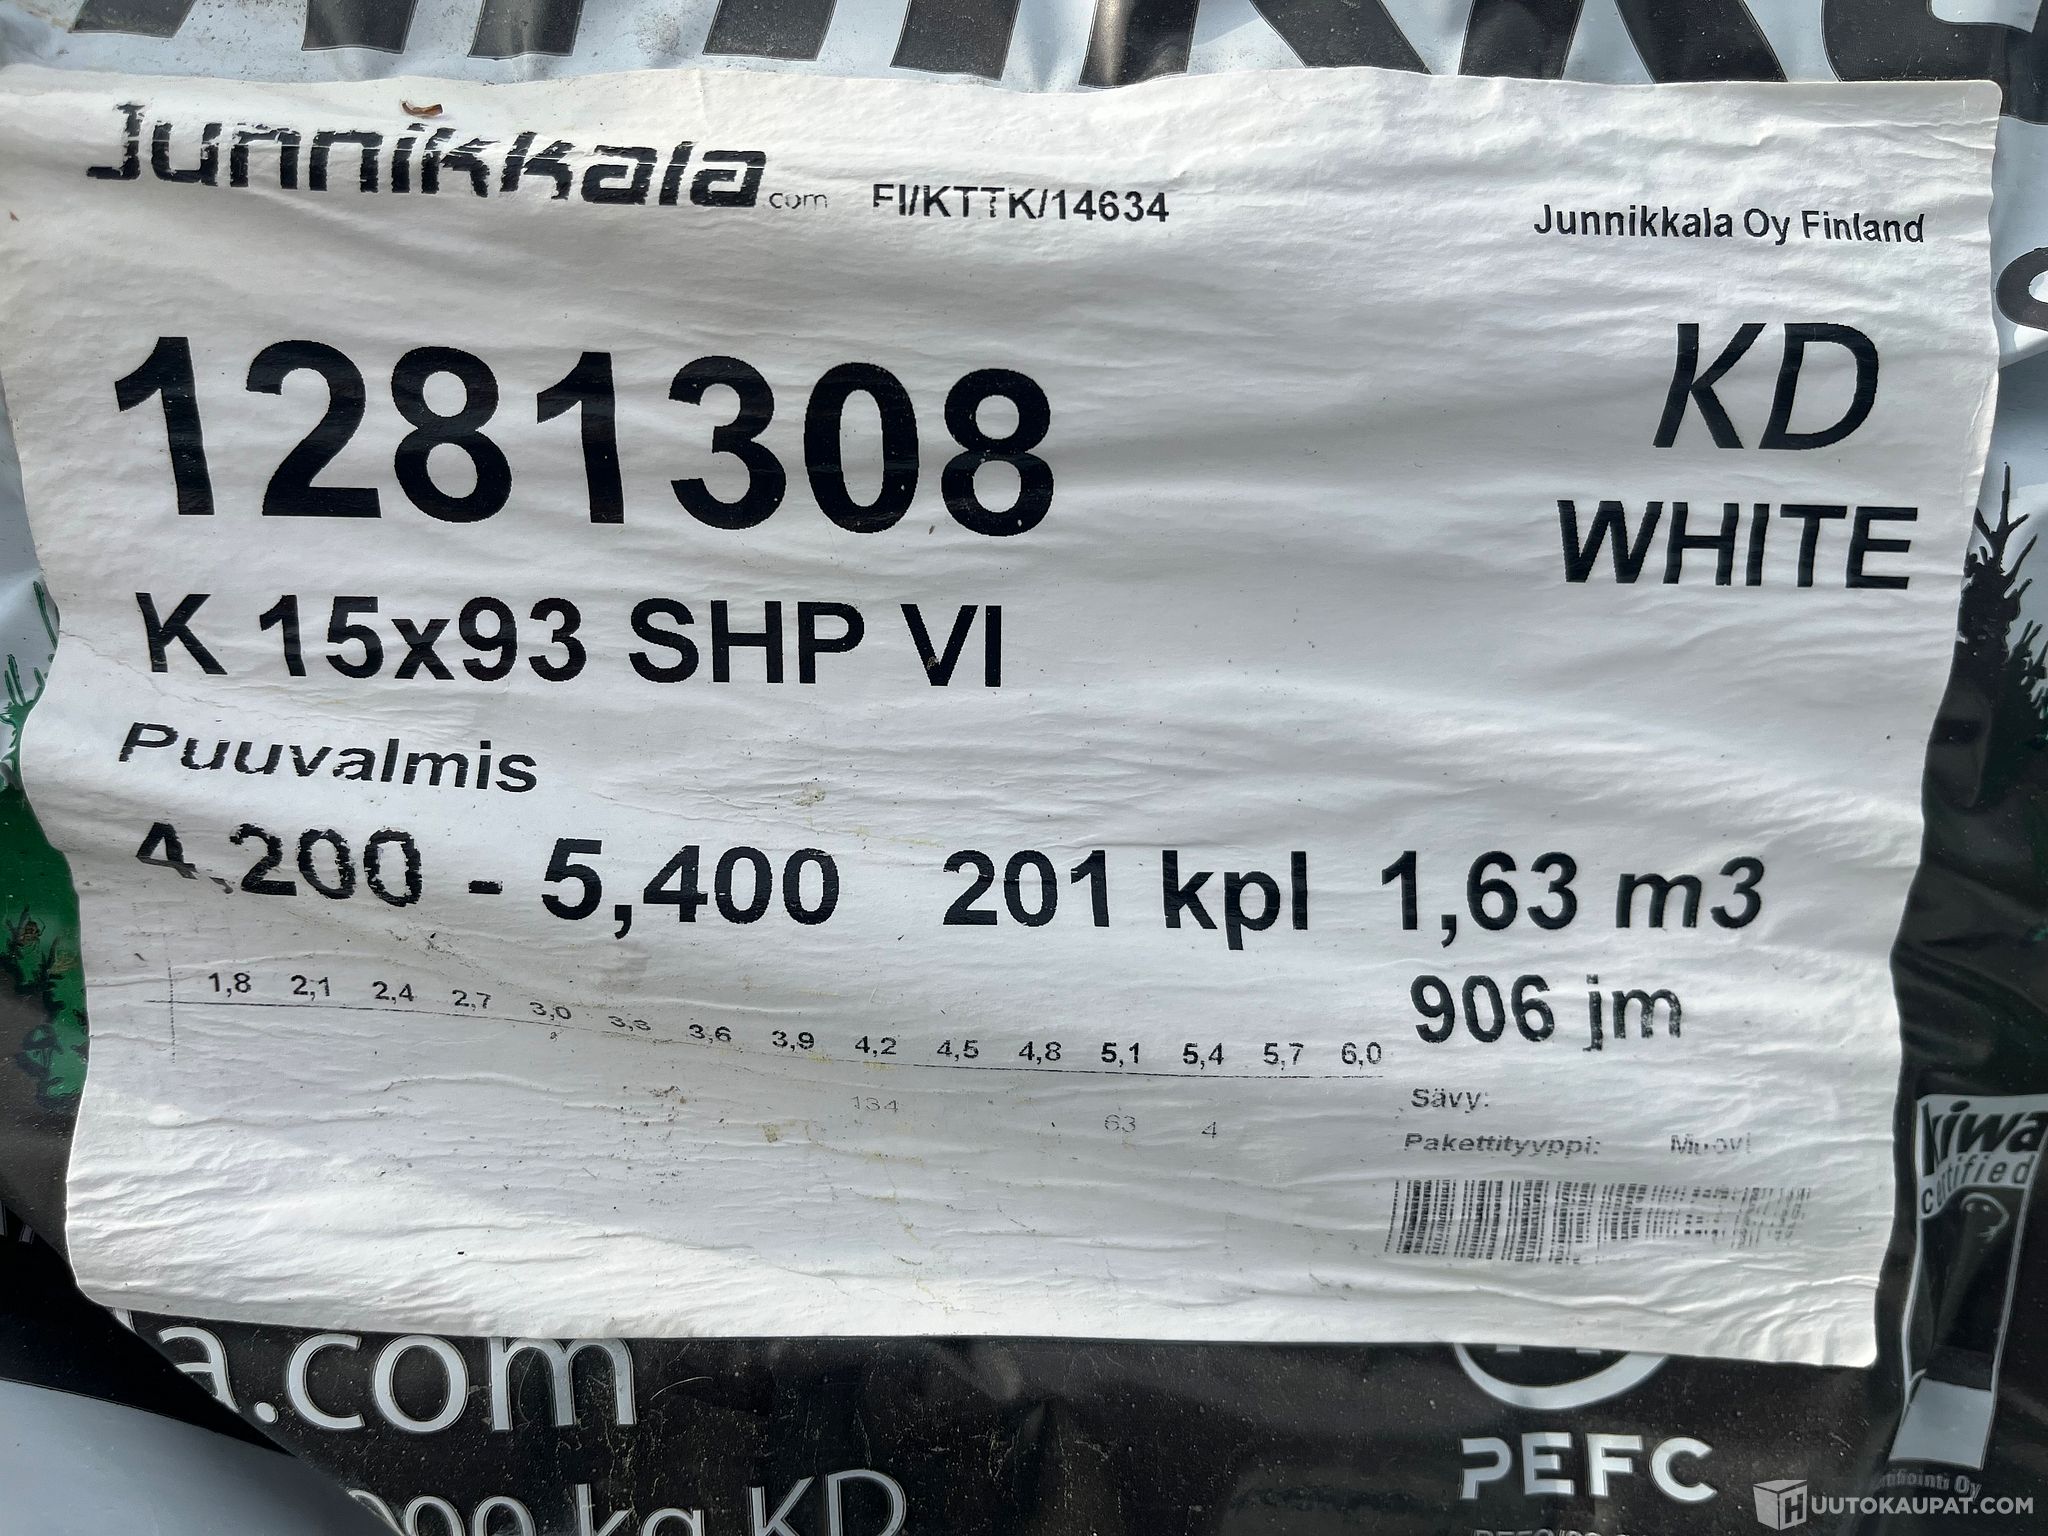 Junnikkala.com FI/KTTK/14634 Junnikkala Oy Finland
1281308 KD
WHITE
K 15x93 SHP VI
Puuvalmis
4,200 - 5,400 201 kpl 1,63 m3
906 jm
1,8 2,1 2,4 2,7 3,0 3,3 3,6 3,9 4,2 4,5 4,8 5,1 5,4 5,7 6,0
134 63 4
Sävy:
Pakettityyppi: Muovi
kiwa
certified
.com
kg KD
PEFC
HUUTOKAUPAT.COM